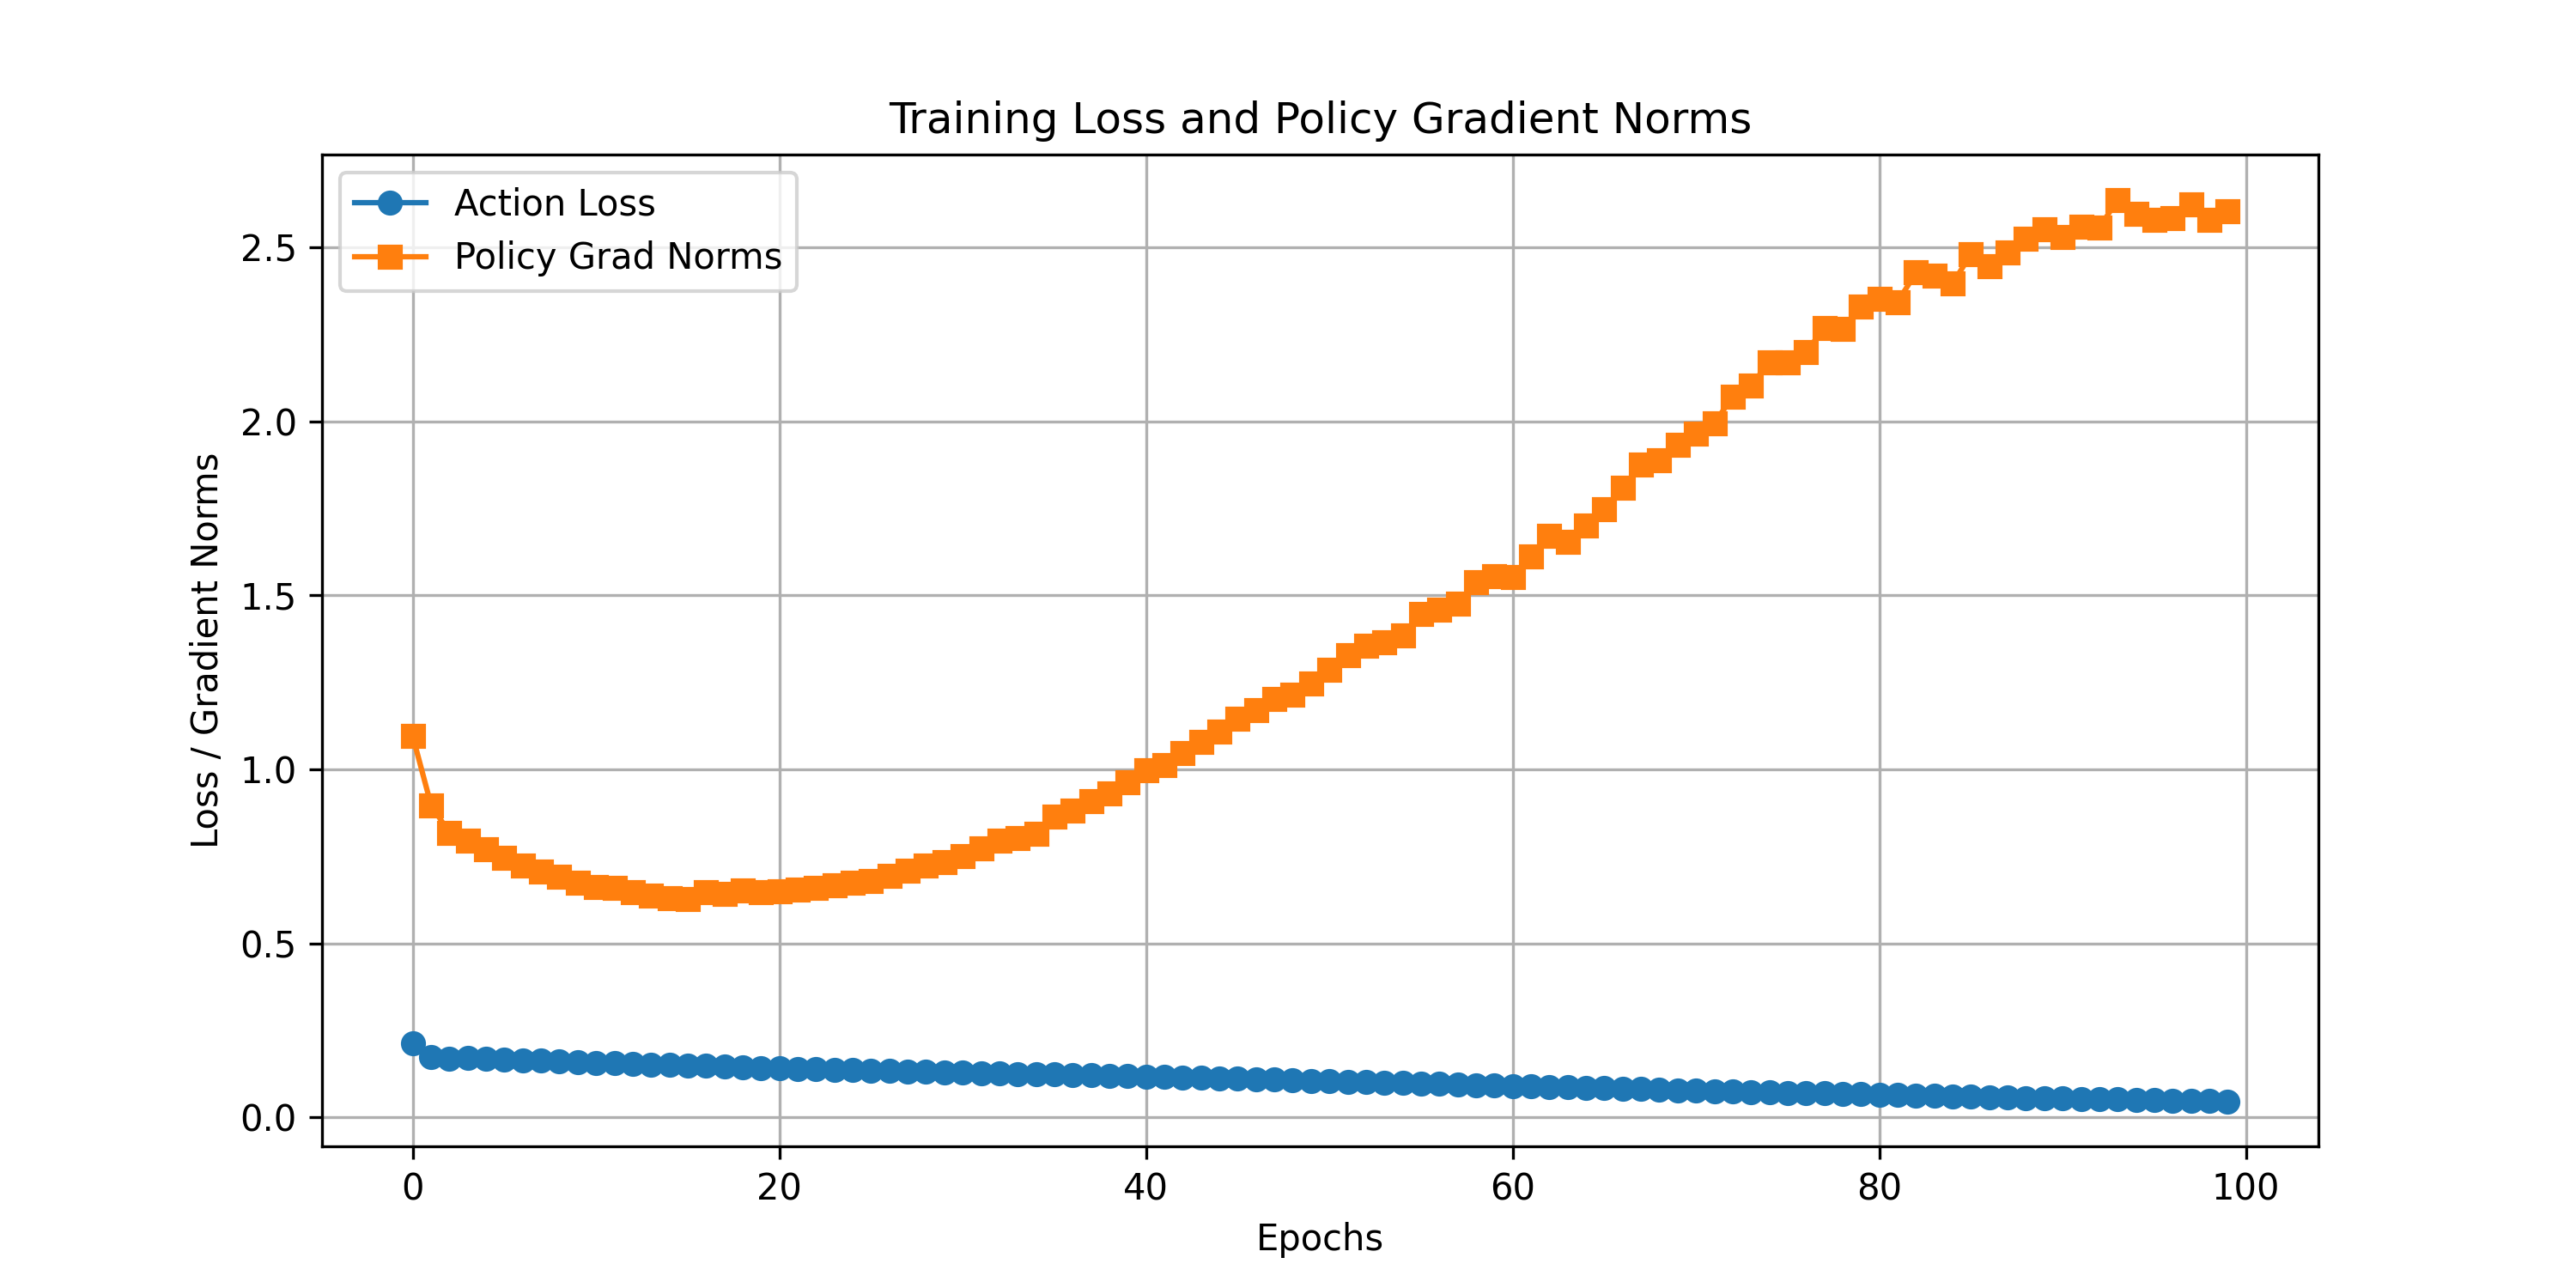 Training Loss and Policy Gradient Norms
Action Loss
Policy Grad Norms
Loss / Gradient Norms
2.5
2.0
1.5
1.0
0.5
0.0
0 20 40 60 80 100
Epochs